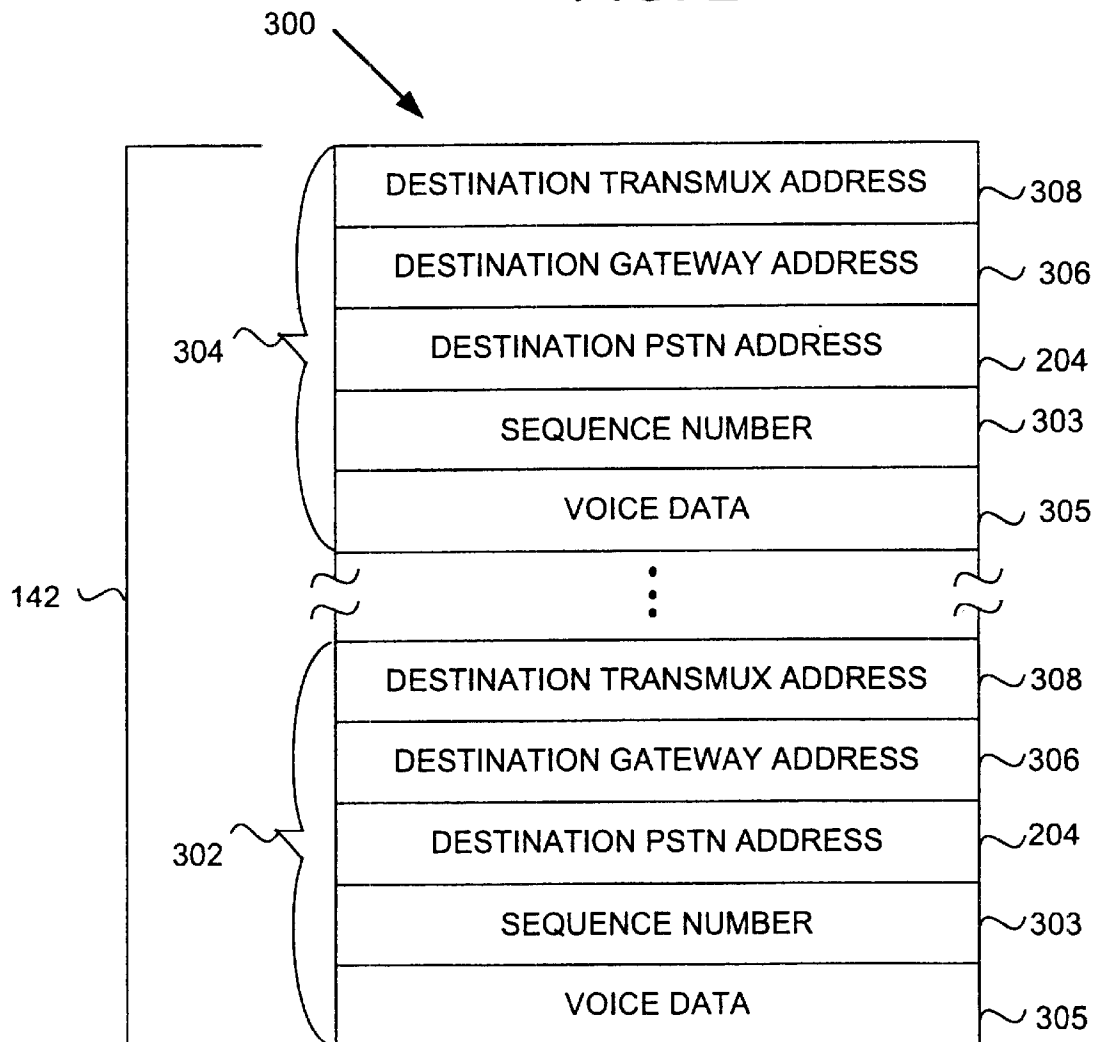 300
DESTINATION TRANSMUX ADDRESS 308
DESTINATION GATEWAY ADDRESS 306
304 DESTINATION PSTN ADDRESS 204
SEQUENCE NUMBER 303
VOICE DATA 305
142
DESTINATION TRANSMUX ADDRESS 308
DESTINATION GATEWAY ADDRESS 306
302 DESTINATION PSTN ADDRESS 204
SEQUENCE NUMBER 303
VOICE DATA 305